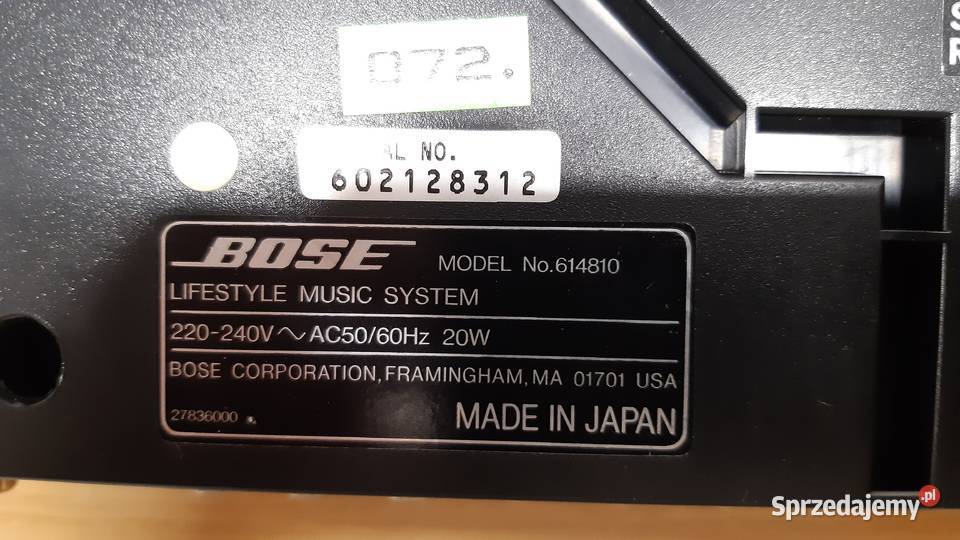 S
R
072.
AL NO.
602128312
BOSE MODEL No.614810
LIFESTYLE MUSIC SYSTEM
220-240V ~ AC50/60Hz 20W
BOSE CORPORATION, FRAMINGHAM, MA 01701 USA
27836000 MADE IN JAPAN
Sprzedajemy.pl